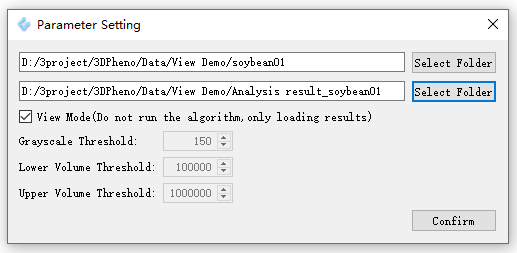 Parameter Setting
D:/3project/3DPheno/Data/View Demo/soybean01 Select Folder
D:/3project/3DPheno/Data/View Demo/Analysis result_soybean01 Select Folder
View Mode(Do not run the algorithm,only loading results)
Grayscale Threshold: 150
Lower Volume Threshold: 100000
Upper Volume Threshold: 1000000
Confirm